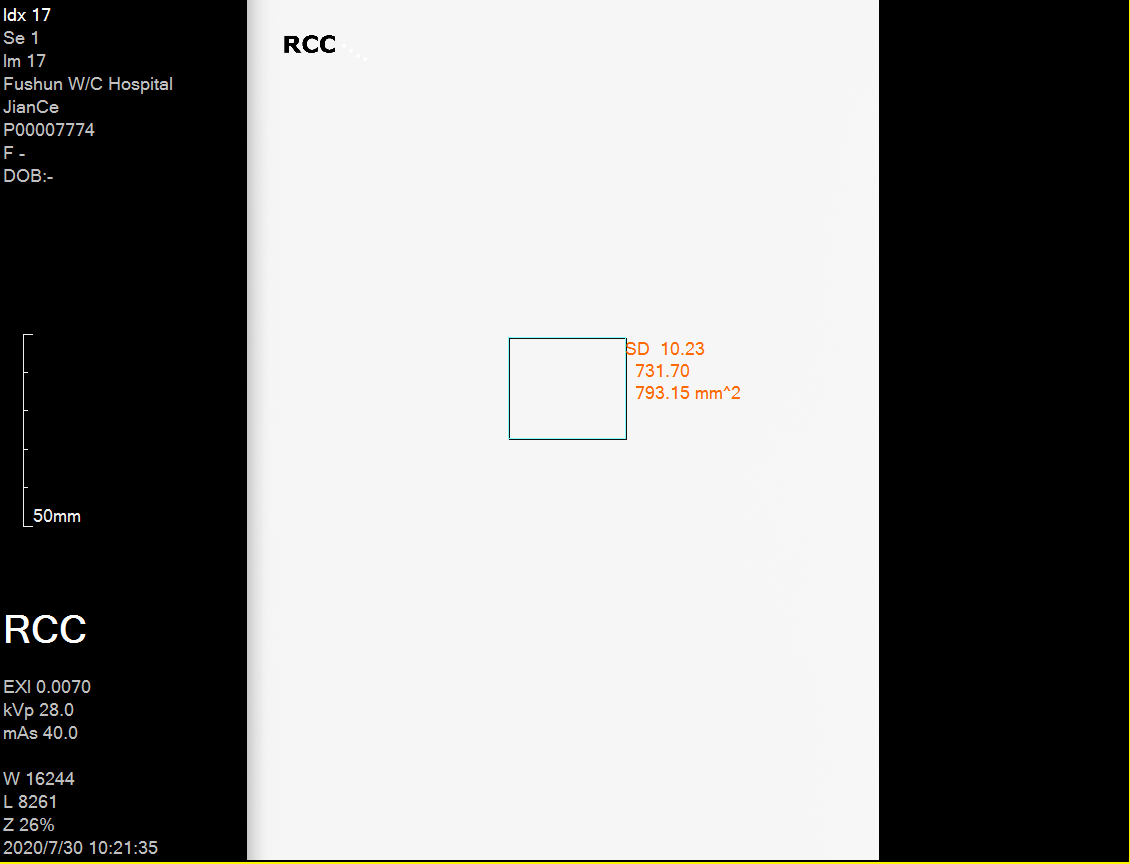 Idx 17
Se 1
Im 17
Fushun W/C Hospital
JianCe
P00007774
F -
DOB:-
RCC
SD 10.23
731.70
793.15 mm^2
50mm
RCC
EXI 0.0070
kVp 28.0
mAs 40.0
W 16244
L 8261
Z 26%
2020/7/30 10:21:35